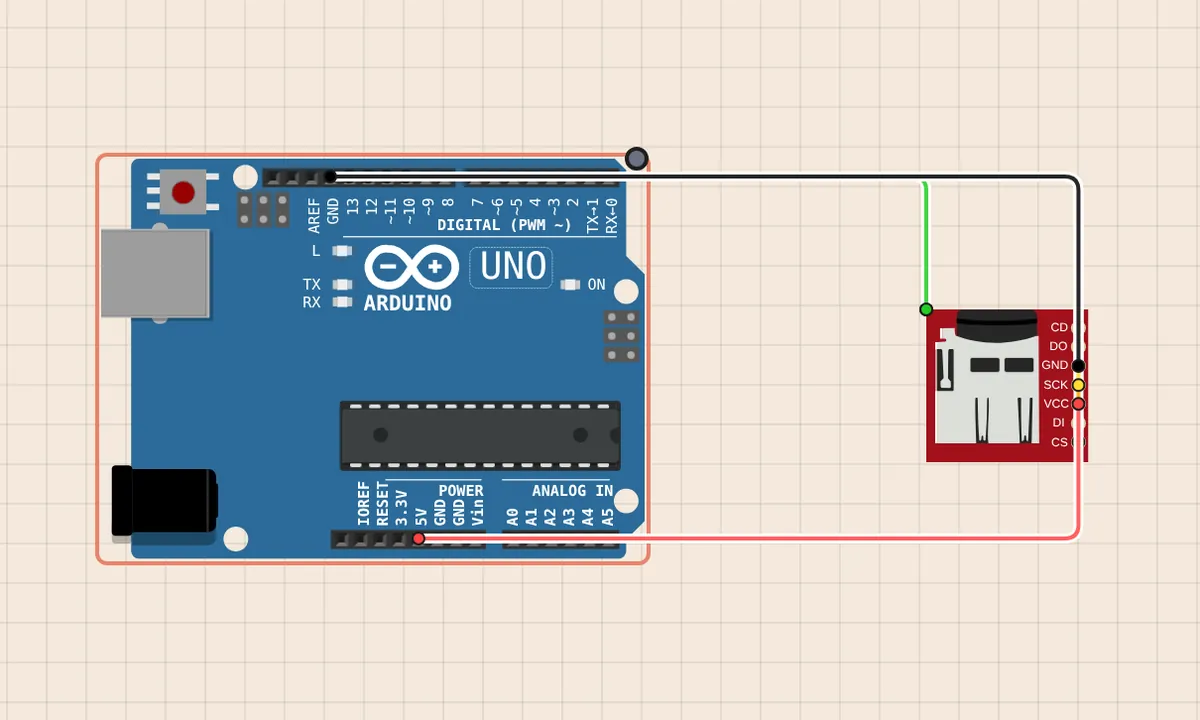 AREF
GND
13
12
~11
~10
~9
8
7
~6
~5
4
~3
2
TX→1
RX←0
DIGITAL (PWM ~)
L
TX
RX
ARDUINO
UNO
ON
IOREF
RESET
3.3V
5V
GND
GND
Vin
POWER
ANALOG IN
A0
A1
A2
A3
A4
A5
CD
DO
GND
SCK
VCC
DI
CS